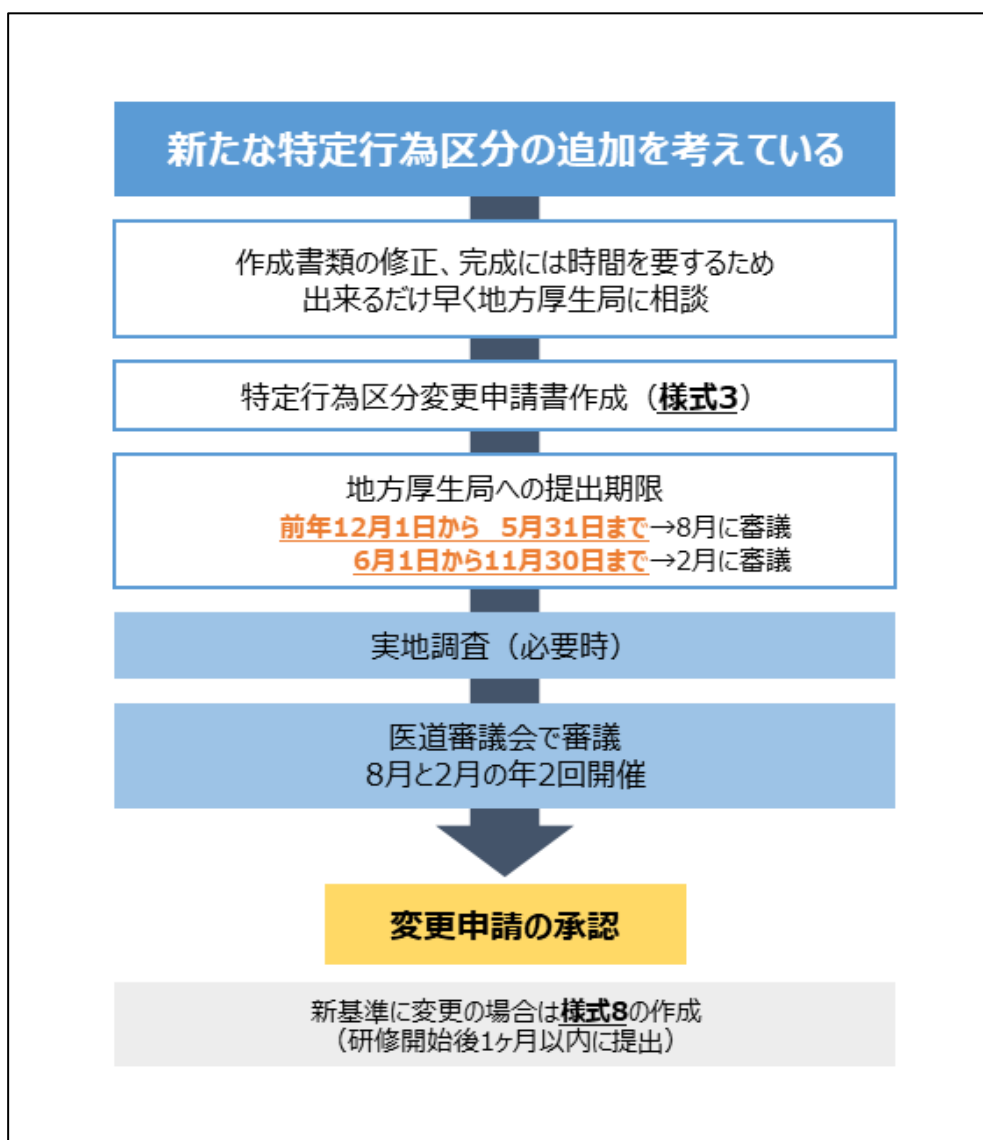 新たな特定行為区分の追加を考えている
作成書類の修正、完成には時間を要するため
出来るだけ早く地方厚生局に相談
特定行為区分変更申請書作成（様式3）
地方厚生局への提出期限
前年12月1日から　5月31日まで→8月に審議
6月1日から11月30日まで→2月に審議
実地調査（必要時）
医道審議会で審議
8月と2月の年2回開催
変更申請の承認
新基準に変更の場合は様式8の作成
（研修開始後1ヶ月以内に提出）